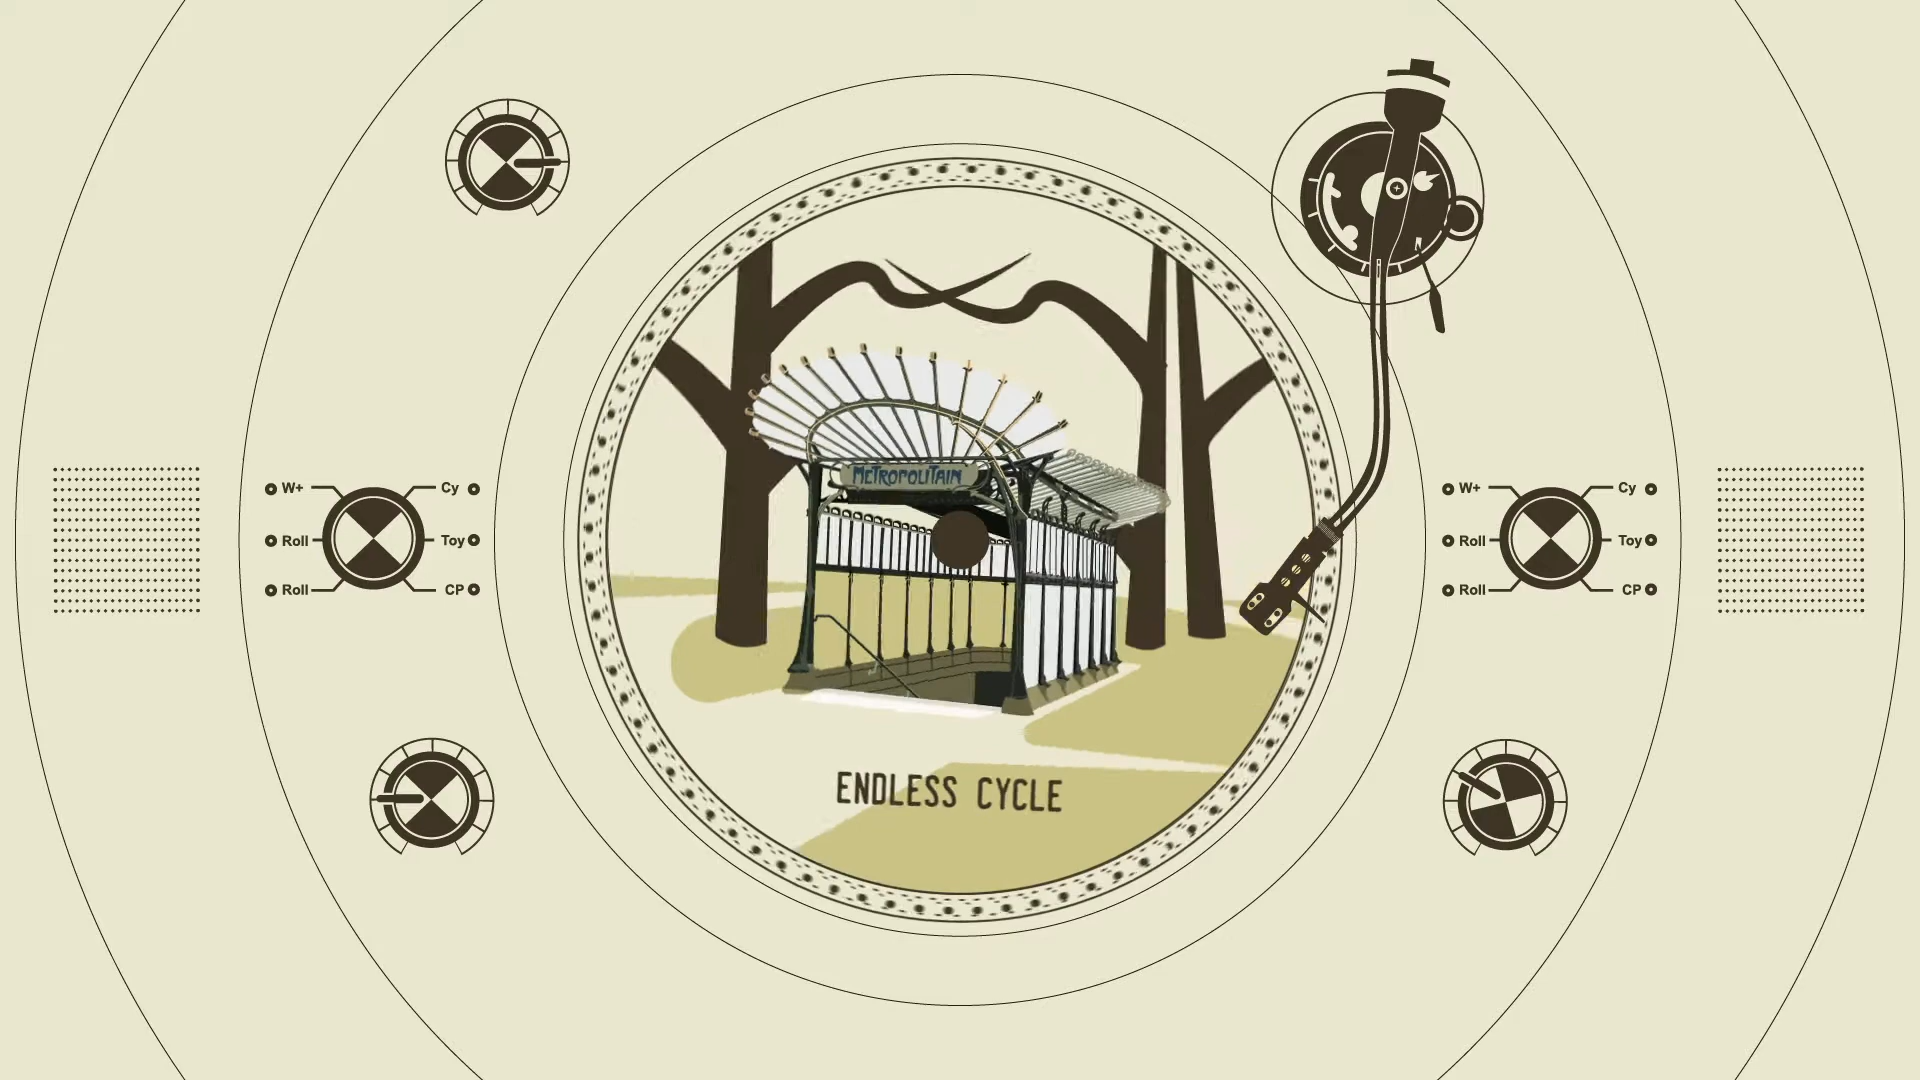 W+
Roll
Roll
Cy
Toy
CP
METROPOLITAIN
ENDLESS CYCLE
W+
Roll
Roll
Cy
Toy
CP